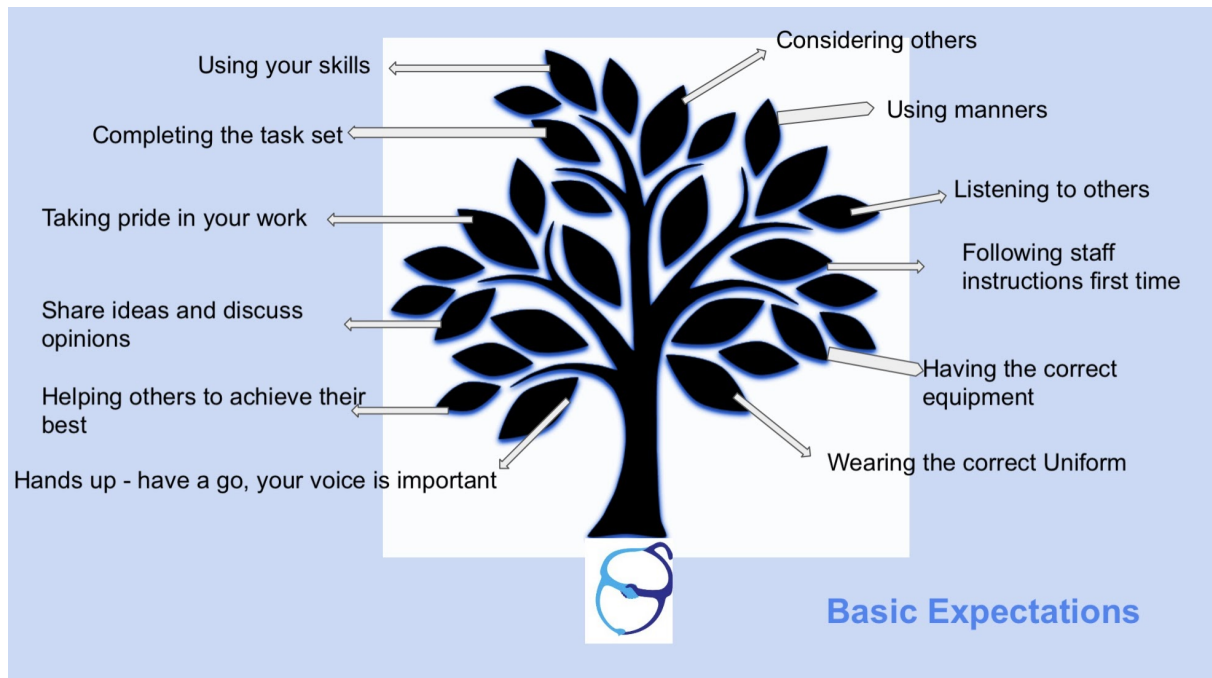 Using your skills
Completing the task set
Taking pride in your work
Share ideas and discuss
opinions
Helping others to achieve their
best
Hands up - have a go, your voice is important
Considering others
Using manners
Listening to others
Following staff
instructions first time
Having the correct
equipment
Wearing the correct Uniform
Basic Expectations